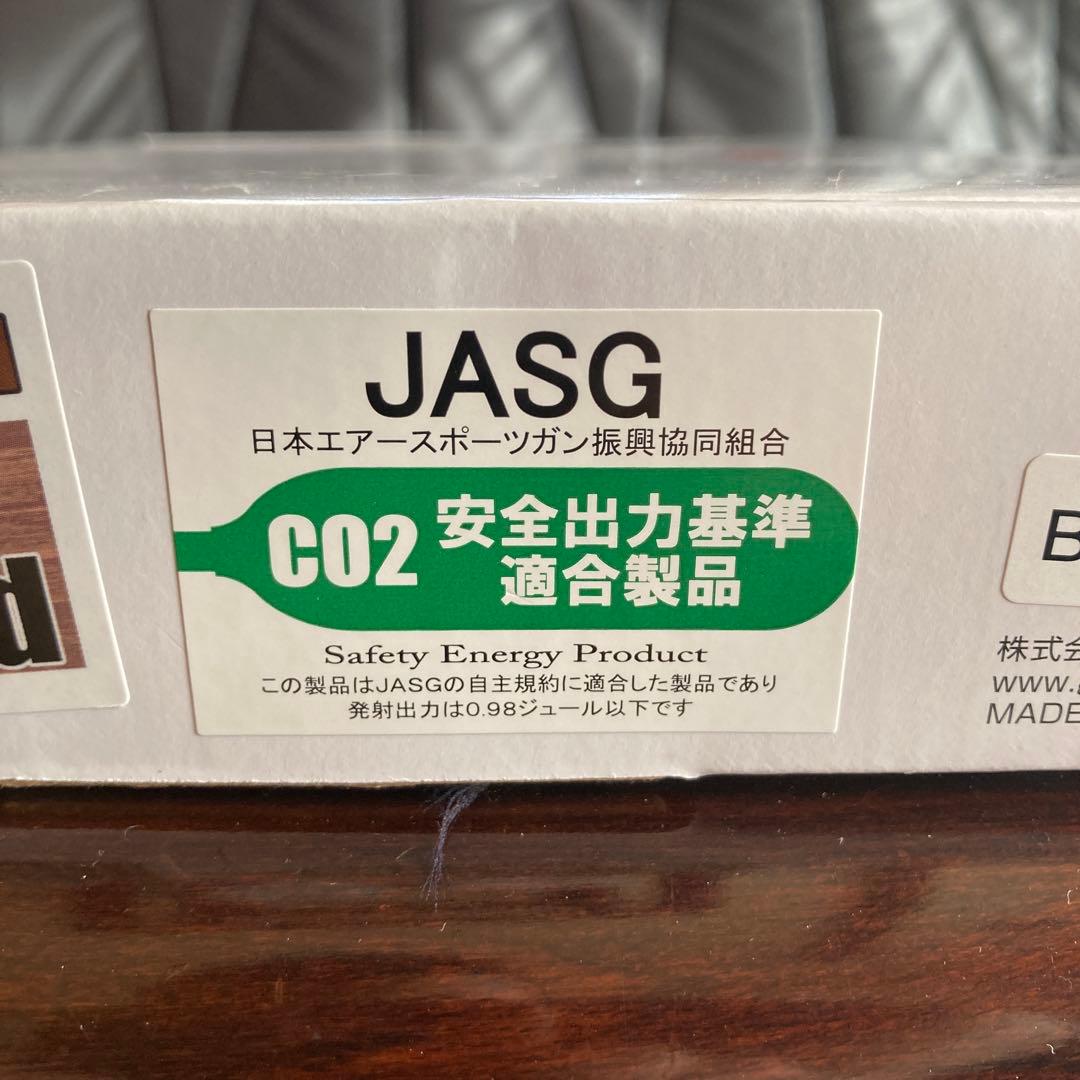 JASG
日本エアースポーツガン振興協同組合
CO2 安全出力基準
適合製品
Safety Energy Product
この製品はJASGの自主規約に適合した製品であり
発射出力は0.98ジュール以下です
d
B
株式会
www.g
MADE